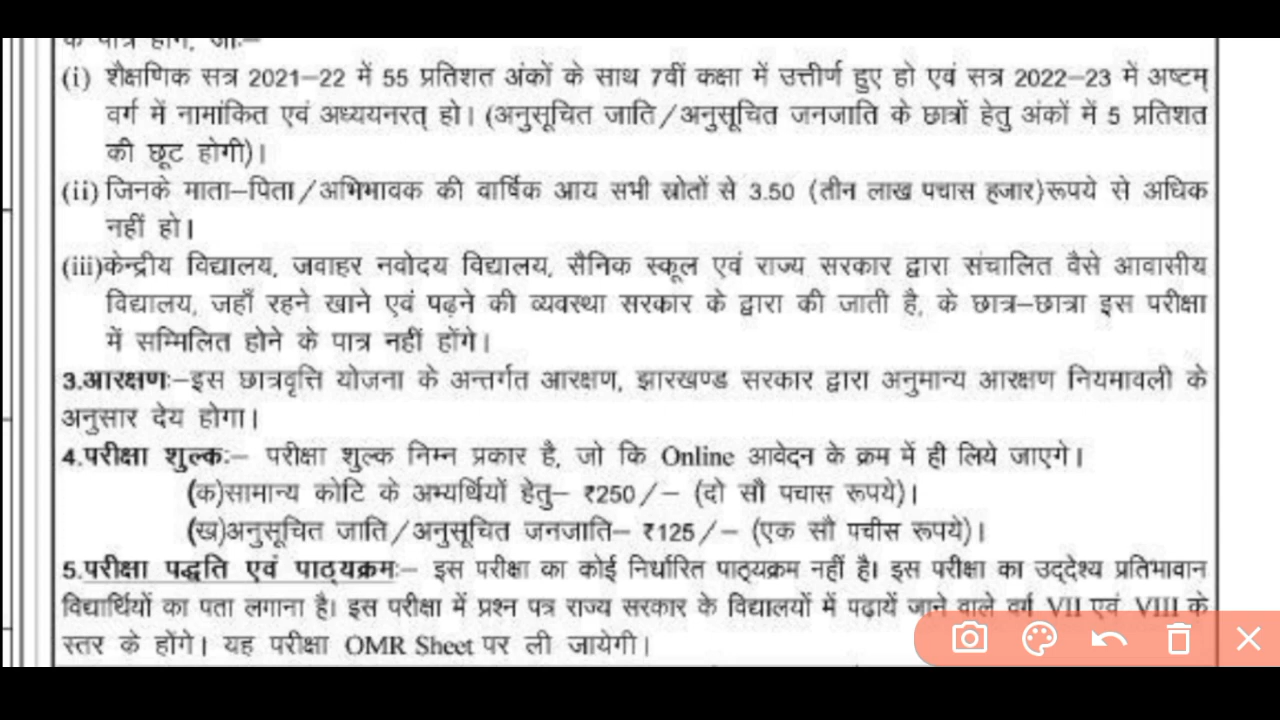 के पात्र होंगे, जोः–
(i) शैक्षणिक सत्र 2021–22 में 55 प्रतिशत अंकों के साथ 7वीं कक्षा में उत्तीर्ण हुए हो एवं सत्र 2022–23 में अष्टम्
वर्ग में नामांकित एवं अध्ययनरत् हो। (अनुसूचित जाति/अनुसूचित जनजाति के छात्रों हेतु अंकों में 5 प्रतिशत
की छूट होगी)।
(ii) जिनके माता–पिता/अभिभावक की वार्षिक आय सभी स्रोतों से 3.50 (तीन लाख पचास हजार)रूपये से अधिक
नहीं हो।
(iii)केन्द्रीय विद्यालय, जवाहर नवोदय विद्यालय, सैनिक स्कूल एवं राज्य सरकार द्वारा संचालित वैसे आवासीय
विद्यालय, जहाँ रहने खाने एवं पढ़ने की व्यवस्था सरकार के द्वारा की जाती है, के छात्र–छात्रा इस परीक्षा
में सम्मिलित होने के पात्र नहीं होंगे।
3.आरक्षणः–इस छात्रवृत्ति योजना के अन्तर्गत आरक्षण, झारखण्ड सरकार द्वारा अनुमान्य आरक्षण नियमावली के
अनुसार देय होगा।
4.परीक्षा शुल्कः– परीक्षा शुल्क निम्न प्रकार है, जो कि Online आवेदन के क्रम में ही लिये जाएगे।
(क)सामान्य कोटि के अभ्यर्थियों हेतु– ₹250/– (दो सौ पचास रूपये)।
(ख)अनुसूचित जाति/अनुसूचित जनजाति– ₹125/– (एक सौ पचीस रूपये)।
5.परीक्षा पद्धति एवं पाठ्यक्रमः– इस परीक्षा का कोई निर्धारित पाठ्यक्रम नहीं है। इस परीक्षा का उद्देश्य प्रतिभावान
विद्यार्थियों का पता लगाना है। इस परीक्षा में प्रश्न पत्र राज्य सरकार के विद्यालयों में पढ़ायें जाने वाले वर्ग VII एवं VIII के
स्तर के होंगे। यह परीक्षा OMR Sheet पर ली जायेगी।